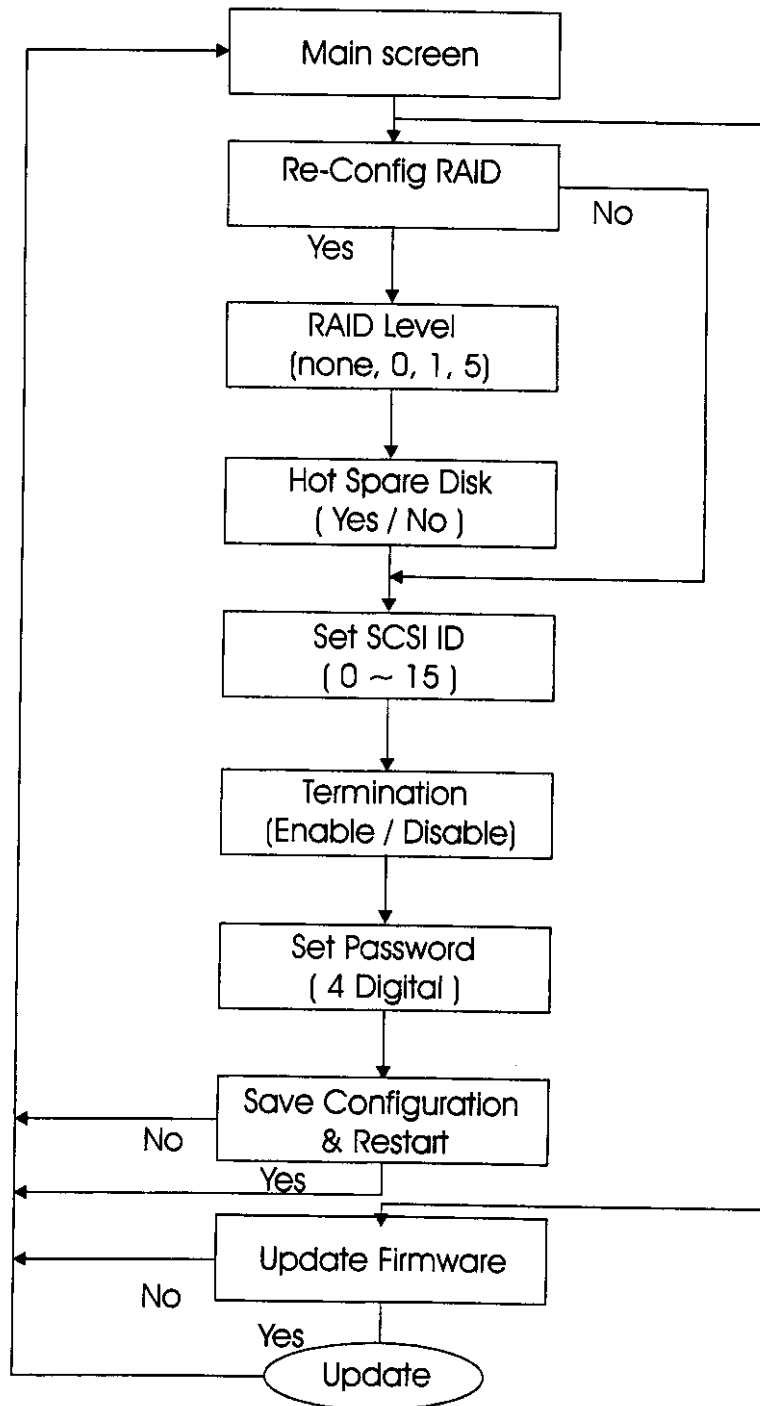 Main screen
Re-Config RAID
No
Yes
RAID Level
(none, 0, 1, 5)
Hot Spare Disk
( Yes / No )
Set SCSI ID
( 0 ~ 15 )
Termination
(Enable / Disable)
Set Password
( 4 Digital )
Save Configuration
& Restart
No
Yes
Update Firmware
No
Yes
Update